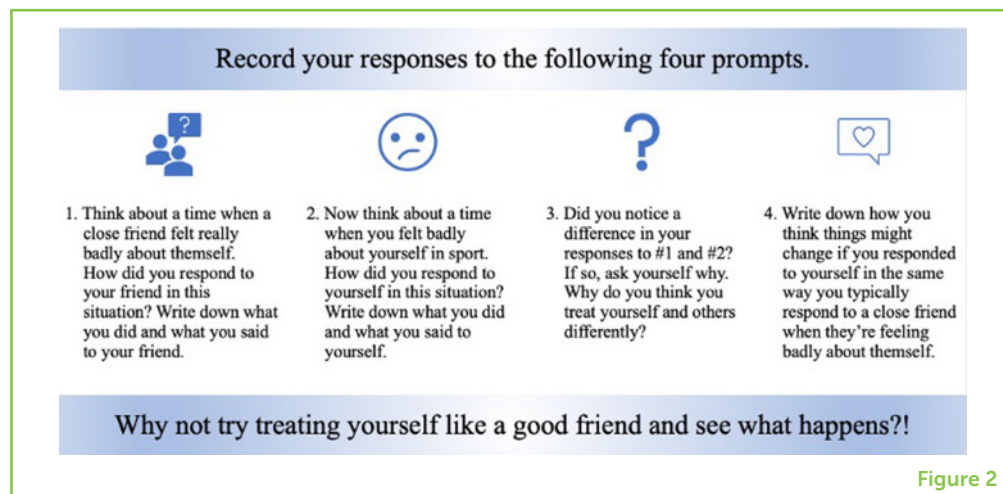 Record your responses to the following four prompts.
?
1. Think about a time when a
close friend felt really
badly about themself.
How did you respond to
your friend in this
situation? Write down what
you did and what you said
to your friend.
2. Now think about a time
when you felt badly
about yourself in sport.
How did you respond to
yourself in this situation?
Write down what you did
and what you said to
yourself.
?
3. Did you notice a
difference in your
responses to #1 and #2?
If so, ask yourself why.
Why do you think you
treat yourself and others
differently?
4. Write down how you
think things might
change if you responded
to yourself in the same
way you typically
respond to a close friend
when they're feeling
badly about themself.
Why not try treating yourself like a good friend and see what happens?!
Figure 2